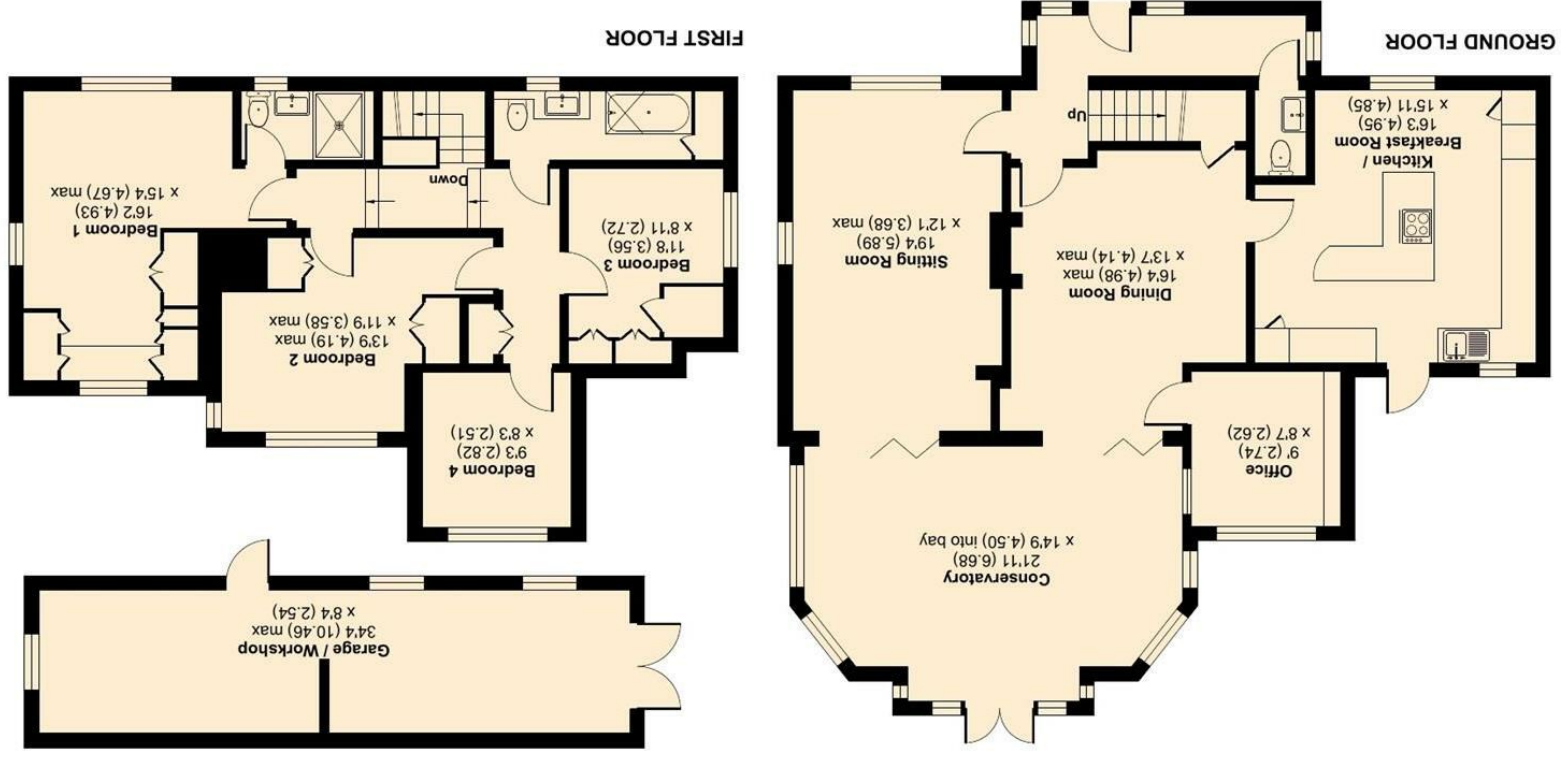 Garage / Workshop
34'4 (10.46) max
x 8'4 (2.54)
Conservatory
21'11 (6.68)
x 14'9 (4.50) into bay
Office
9' (2.74)
x 8'7 (2.62)
Bedroom 4
9'3 (2.82)
x 8'3 (2.51)
Dining Room
16'4 (4.98) max
x 13'7 (4.14) max
Sitting Room
19'4 (5.89)
x 12'1 (3.68) max
Kitchen /
Breakfast Room
16'3 (4.95)
x 15'11 (4.85)
Up
Bedroom 2
13'9 (4.19) max
x 11'9 (3.58) max
Bedroom 3
11'8 (3.56)
x 8'11 (2.72)
Bedroom 1
16'2 (4.93)
x 15'4 (4.67) max
Down
GROUND FLOOR
FIRST FLOOR